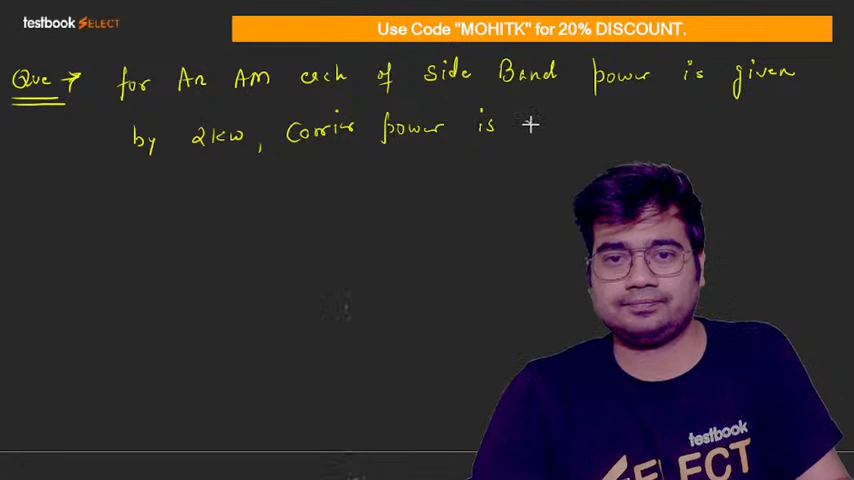 testbook SELECT
Use Code "MOHITK" for 20% DISCOUNT.
Que → for An AM each of Side Band power is given
by 2kw, Carrier power is
testbook
SELECT